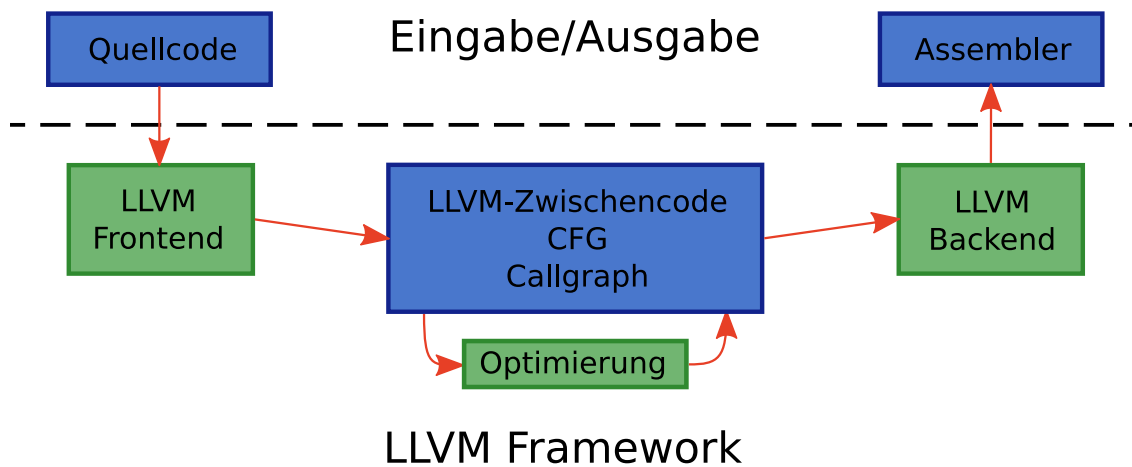 Quellcode
Eingabe/Ausgabe
Assembler
LLVM
Frontend
LLVM-Zwischencode
CFG
Callgraph
LLVM
Backend
Optimierung
LLVM Framework